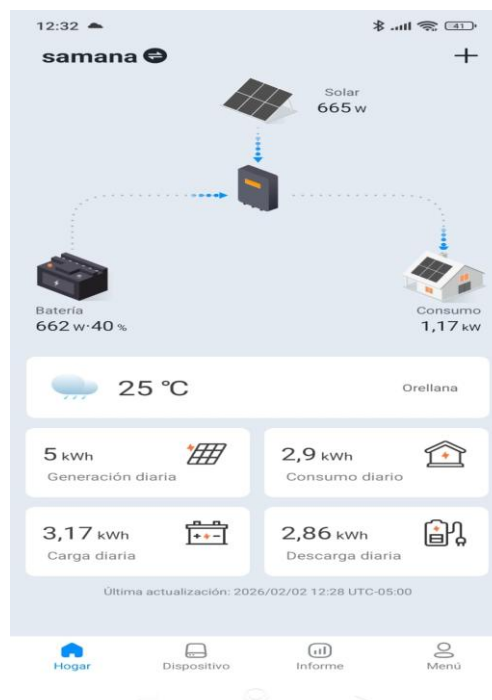 12:32
41
samana
Solar
665 w
Batería
662 w·40 %
Consumo
1,17 kw
25 °C
Orellana
5 kWh
Generación diaria
2,9 kWh
Consumo diario
3,17 kWh
Carga diaria
2,86 kWh
Descarga diaria
Última actualización: 2026/02/02 12:28 UTC-05:00
Hogar
Dispositivo
Informe
Menú